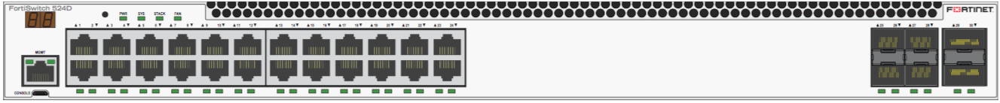 FortiSwitch 524D
PWR SYS STACK FAN
FORTINET
▲1 2▼ ▲3 4▼ ▲5 6▼ ▲7 8▼ ▲9 10▼ ▲11 12▼ ▲13 14▼ ▲15 16▼ ▲17 18▼ ▲19 20▼ ▲21 22▼ ▲23 24▼ ▲25 26▼ ▲27 28▼ ▲29 30▼
MGMT
CONSOLE